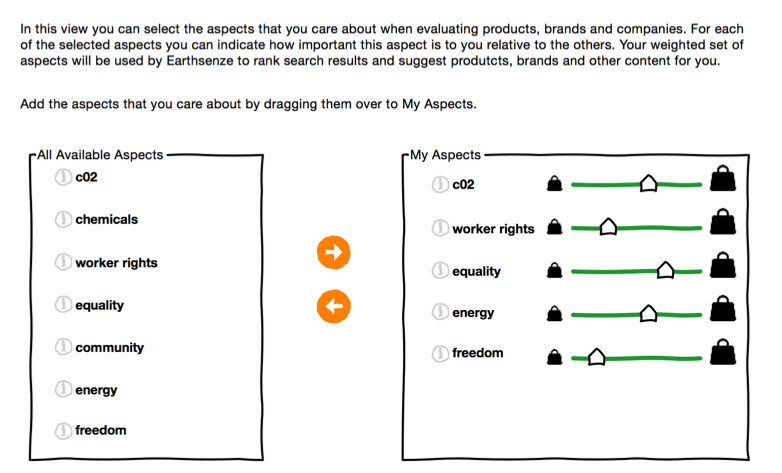 In this view you can select the aspects that you care about when evaluating products, brands and companies. For each
of the selected aspects you can indicate how important this aspect is to you relative to the others. Your weighted set of
aspects will be used by Earthsenze to rank search results and suggest produtcts, brands and other content for you.
Add the aspects that you care about by dragging them over to My Aspects.
All Available Aspects
c02
chemicals
worker rights
equality
community
energy
freedom
My Aspects
c02
worker rights
equality
energy
freedom